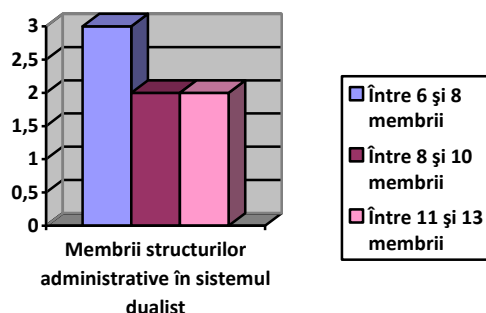 3
2,5
2
1,5
1
0,5
0
Membrii structurilor
administrative în sistemul
dualist
Între 6 şi 8
membrii
Între 8 şi 10
membrii
Între 11 şi 13
membrii